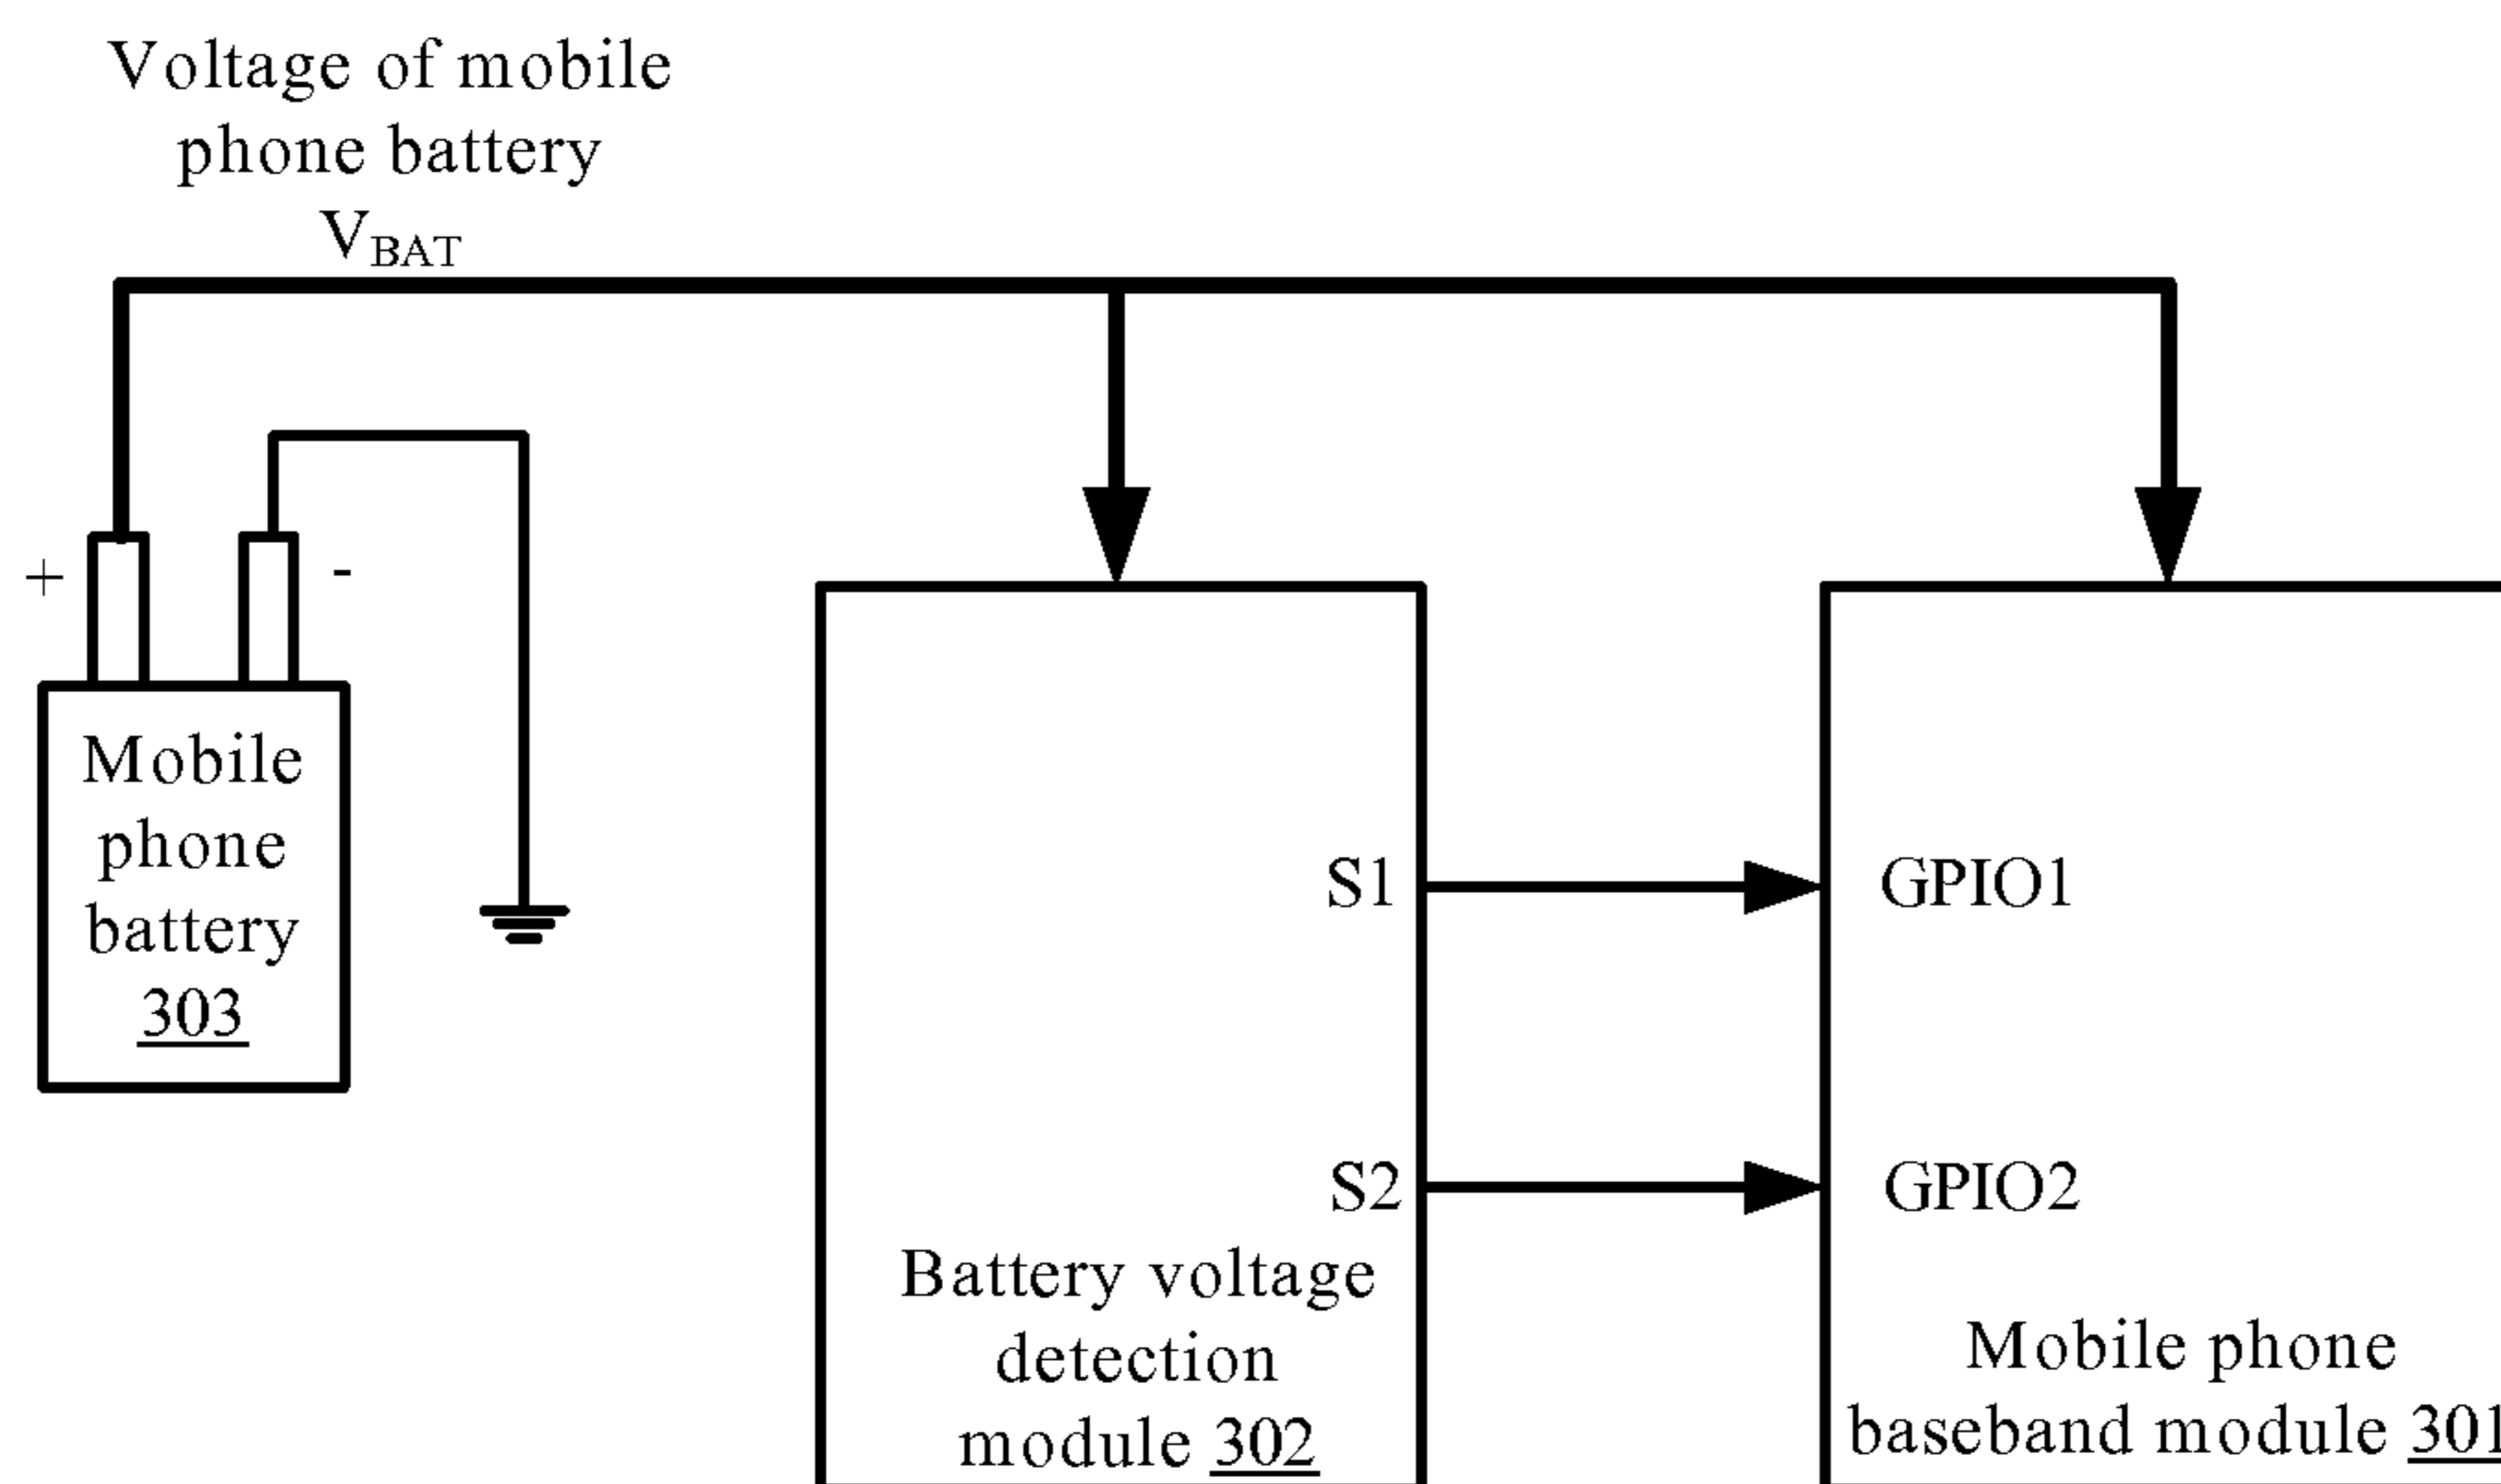 Voltage of mobile
phone battery
VBAT
+
-
Mobile
phone
battery
303
S1
GPIO1
S2
GPIO2
Battery voltage
detection
module 302
Mobile phone
baseband module 301